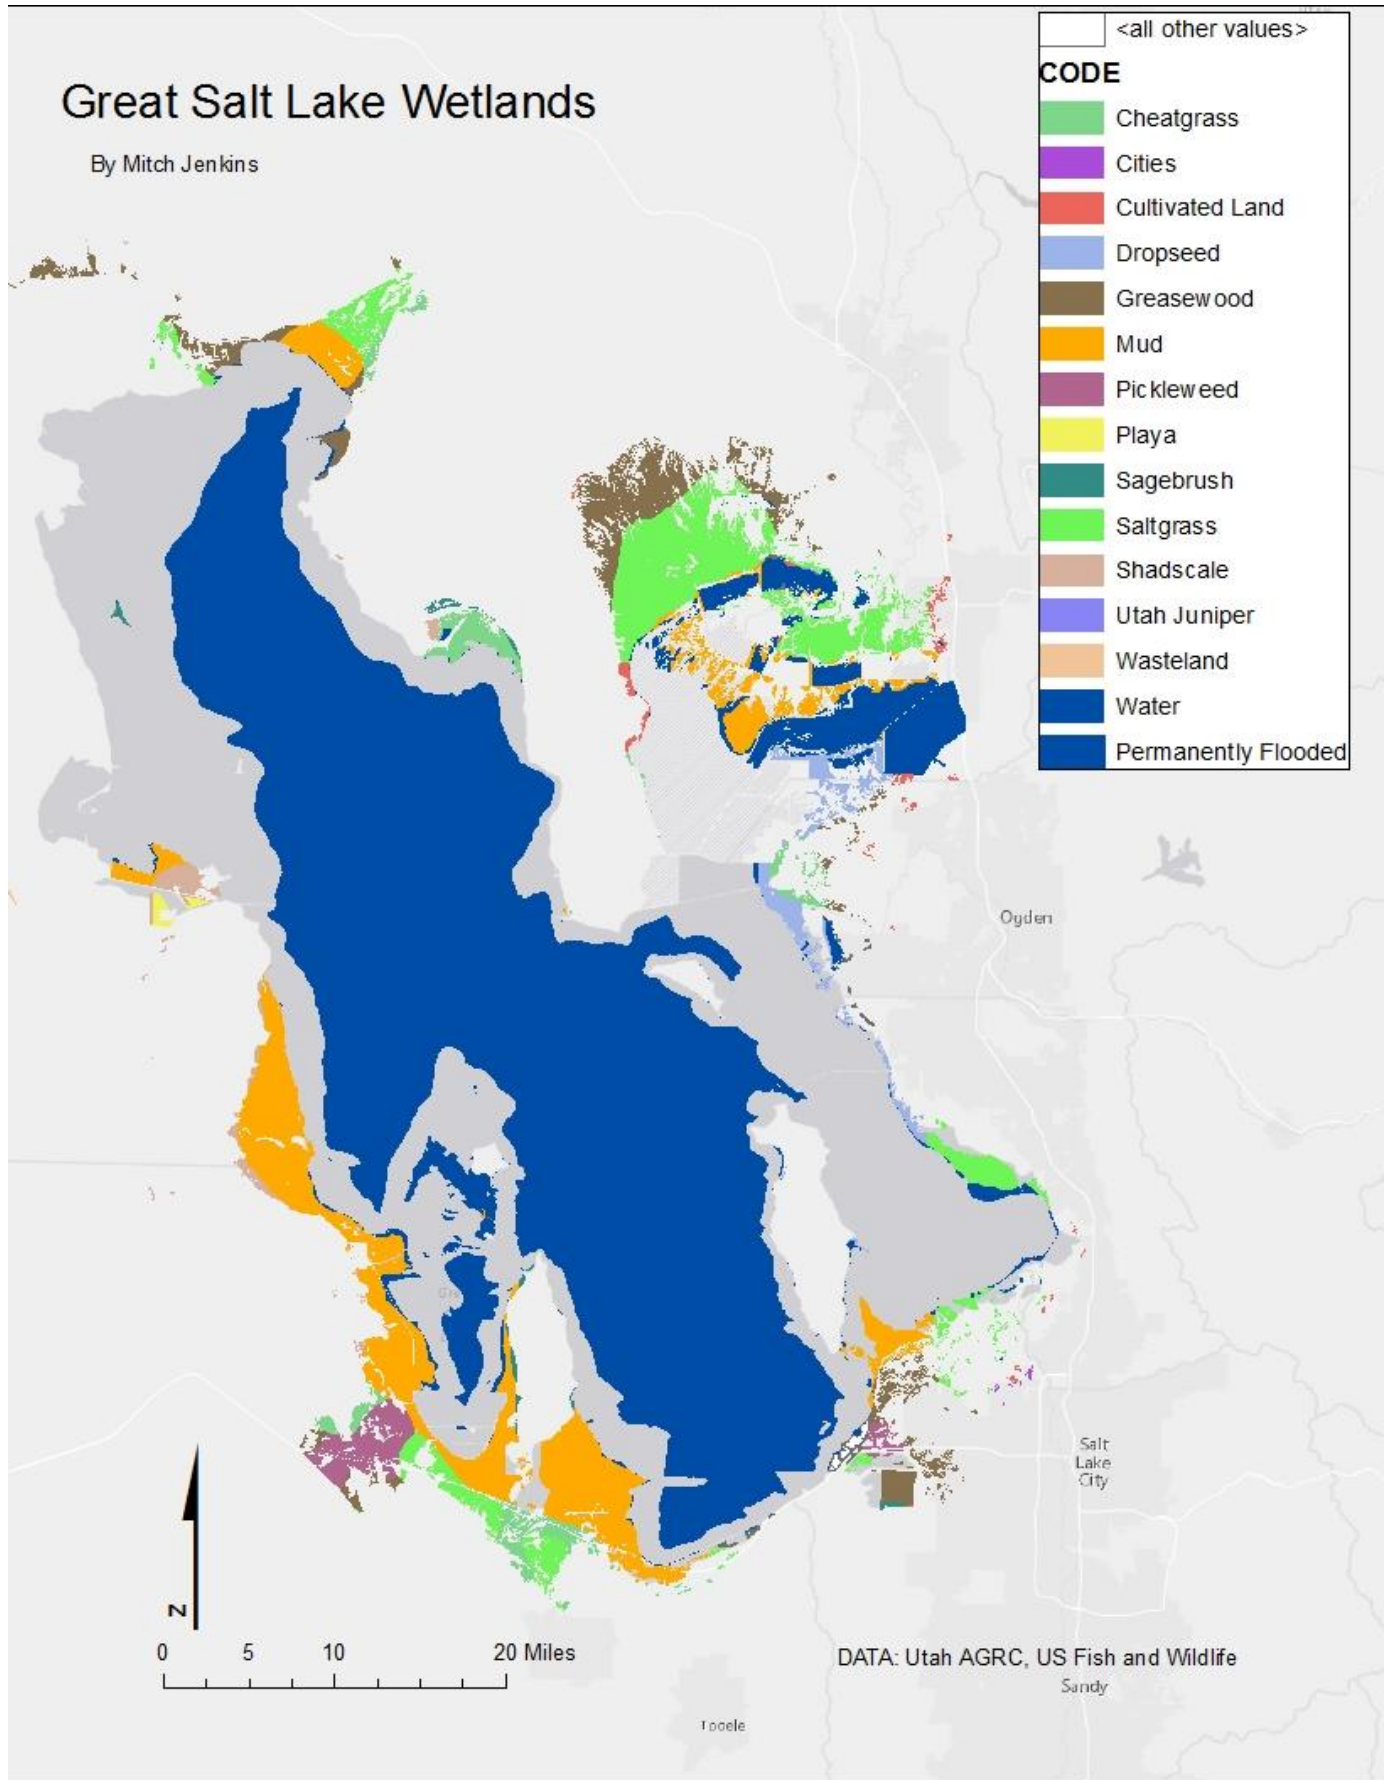 Great Salt Lake Wetlands
By Mitch Jenkins
<all other values>
CODE
Cheatgrass
Cities
Cultivated Land
Dropseed
Greasewood
Mud
Pickleweed
Playa
Sagebrush
Saltgrass
Shadscale
Utah Juniper
Wasteland
Water
Permanently Flooded
Ogden
Salt
Lake
City
N
0 5 10 20 Miles
DATA: Utah AGRC, US Fish and Wildlife
Sandy
Tooele